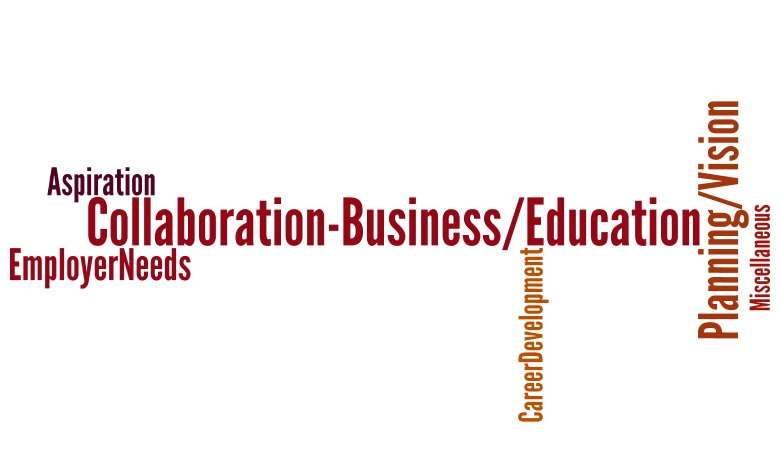 Aspiration
Collaboration-Business/Education
EmployerNeeds
CareerDevelopment
Planning/Vision
Miscellaneous